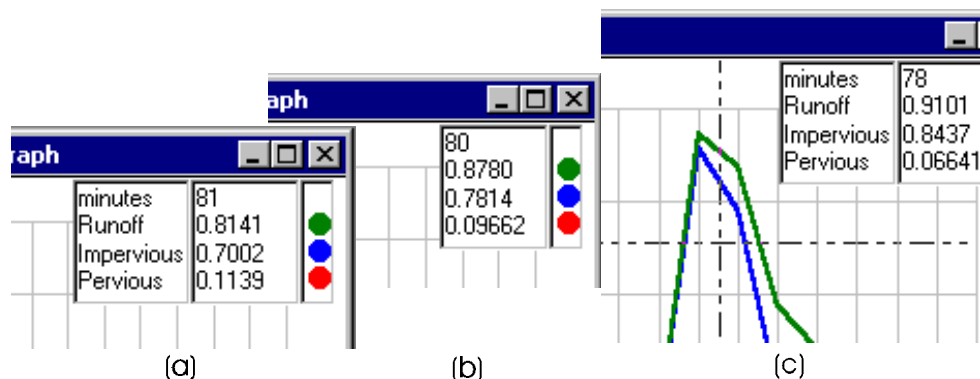 raph
minutes 81
Runoff 0.8141
Impervious 0.7002
Pervious 0.1139
(a)
aph
80
0.8780
0.7814
0.09662
(b)
minutes 78
Runoff 0.9101
Impervious 0.8437
Pervious 0.06641
(c)